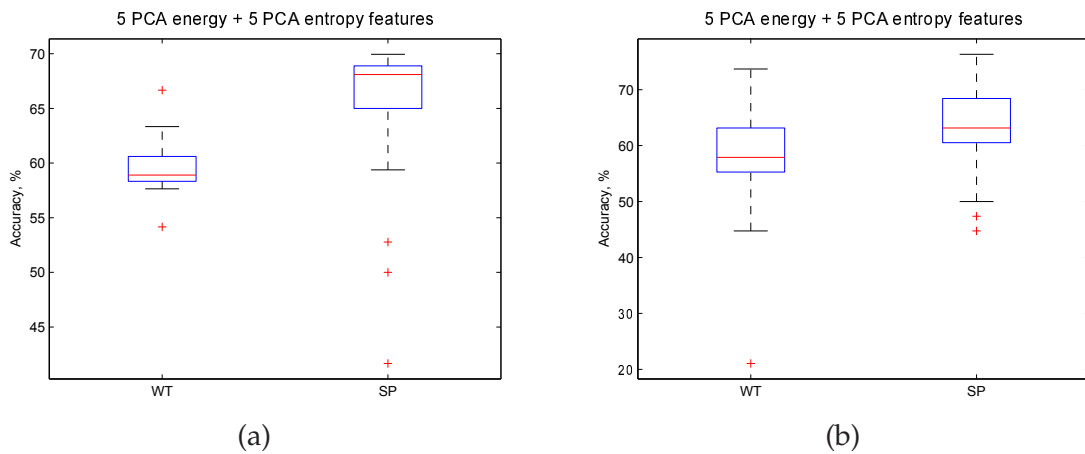 5 PCA energy + 5 PCA entropy features
70
65
60
55
50
45
Accuracy, %
WT
SP
(a)
5 PCA energy + 5 PCA entropy features
70
60
50
40
30
20
Accuracy, %
WT
SP
(b)